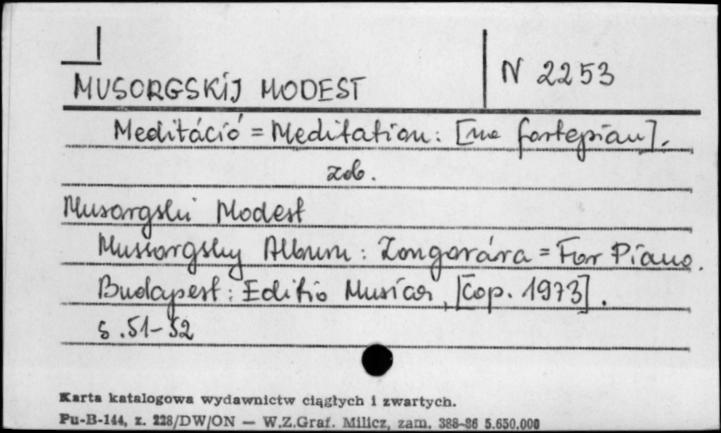 N 2253
MUSORGSKIJ MODEST
Meditáció = Meditation : [na fortepian].
zob.
Musorgski Modest
Mussorgsky Album : Zongorára = For Piano.
Budapest : Editio Musica, [cop. 1973].
s. 51-52
Karta katalogowa wydawnictw ciągłych i zwartych.
Pu-B-144, z. 228/DW/ON — W.Z.Graf. Milicz, zam. 388-86 5.650.000